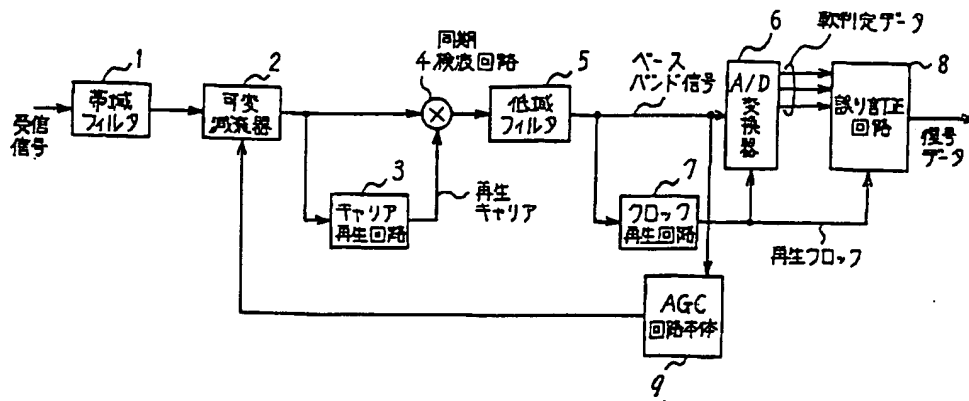 1
帯域
フィルタ
受信
信号
2
可変
減衰器
3
キャリア
再生回路
再生
キャリア
同期
4 検波回路
5
低域
フィルタ
ベース
バンド信号
6
A/D
変換器
軟判定データ
7
クロック
再生回路
8
誤り訂正
回路
復号
データ
再生クロック
AGC
回路本体
9